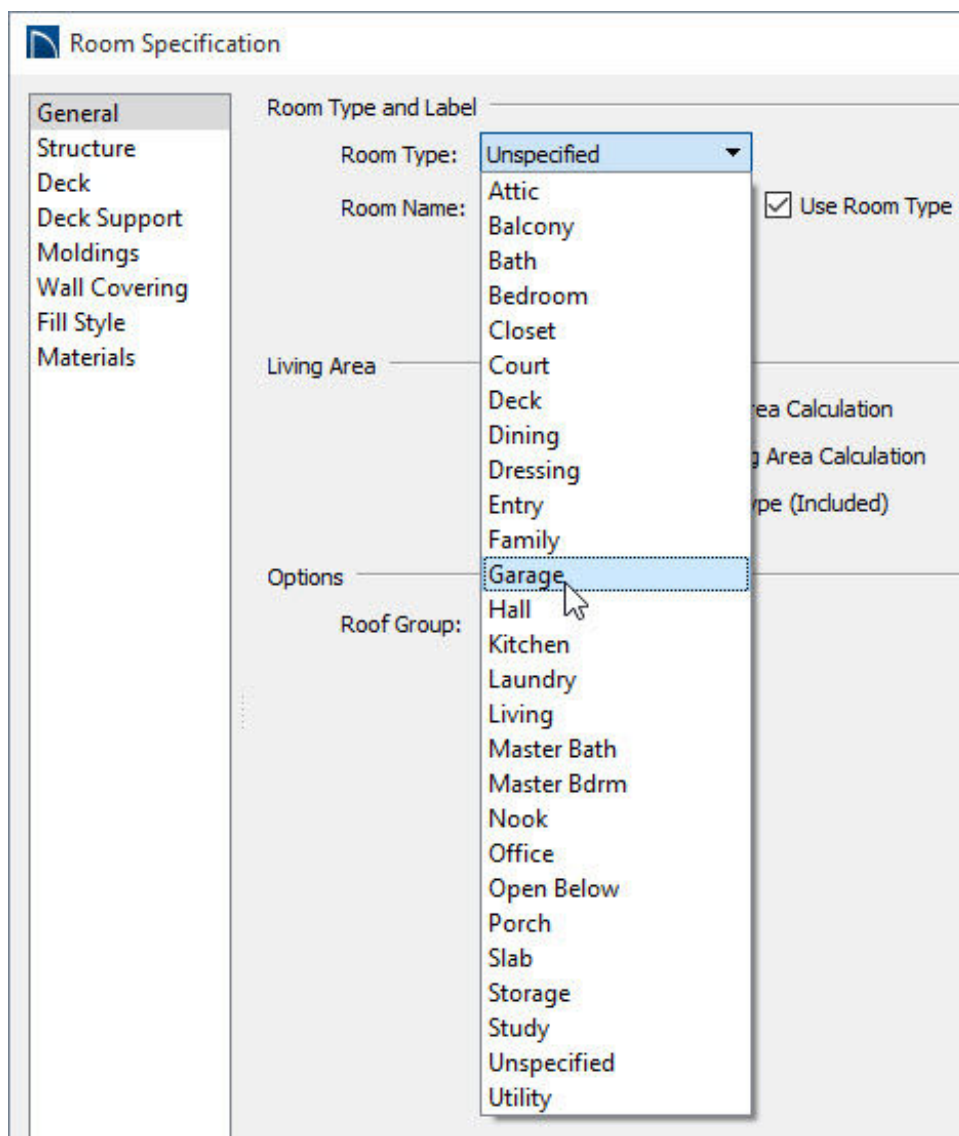 Room Specification
General
Structure
Deck
Deck Support
Moldings
Wall Covering
Fill Style
Materials
Room Type and Label
Room Type: Unspecified
Room Name:
Use Room Type
Attic
Balcony
Bath
Bedroom
Closet
Court
Deck
Dining
Dressing
Entry
Family
Garage
Hall
Kitchen
Laundry
Living
Master Bath
Master Bdrm
Nook
Office
Open Below
Porch
Slab
Storage
Study
Unspecified
Utility
Living Area
Calculation
Area Calculation
(Included)
Options
Roof Group: